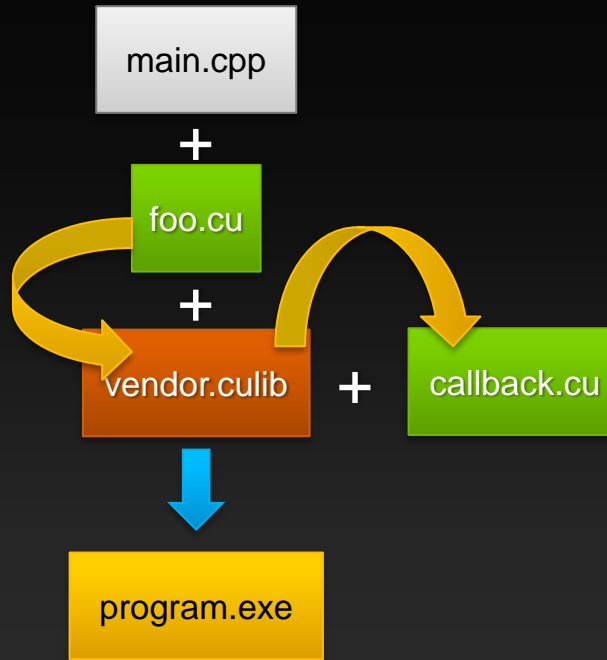 main.cpp
+
foo.cu
+
vendor.culib + callback.cu
program.exe